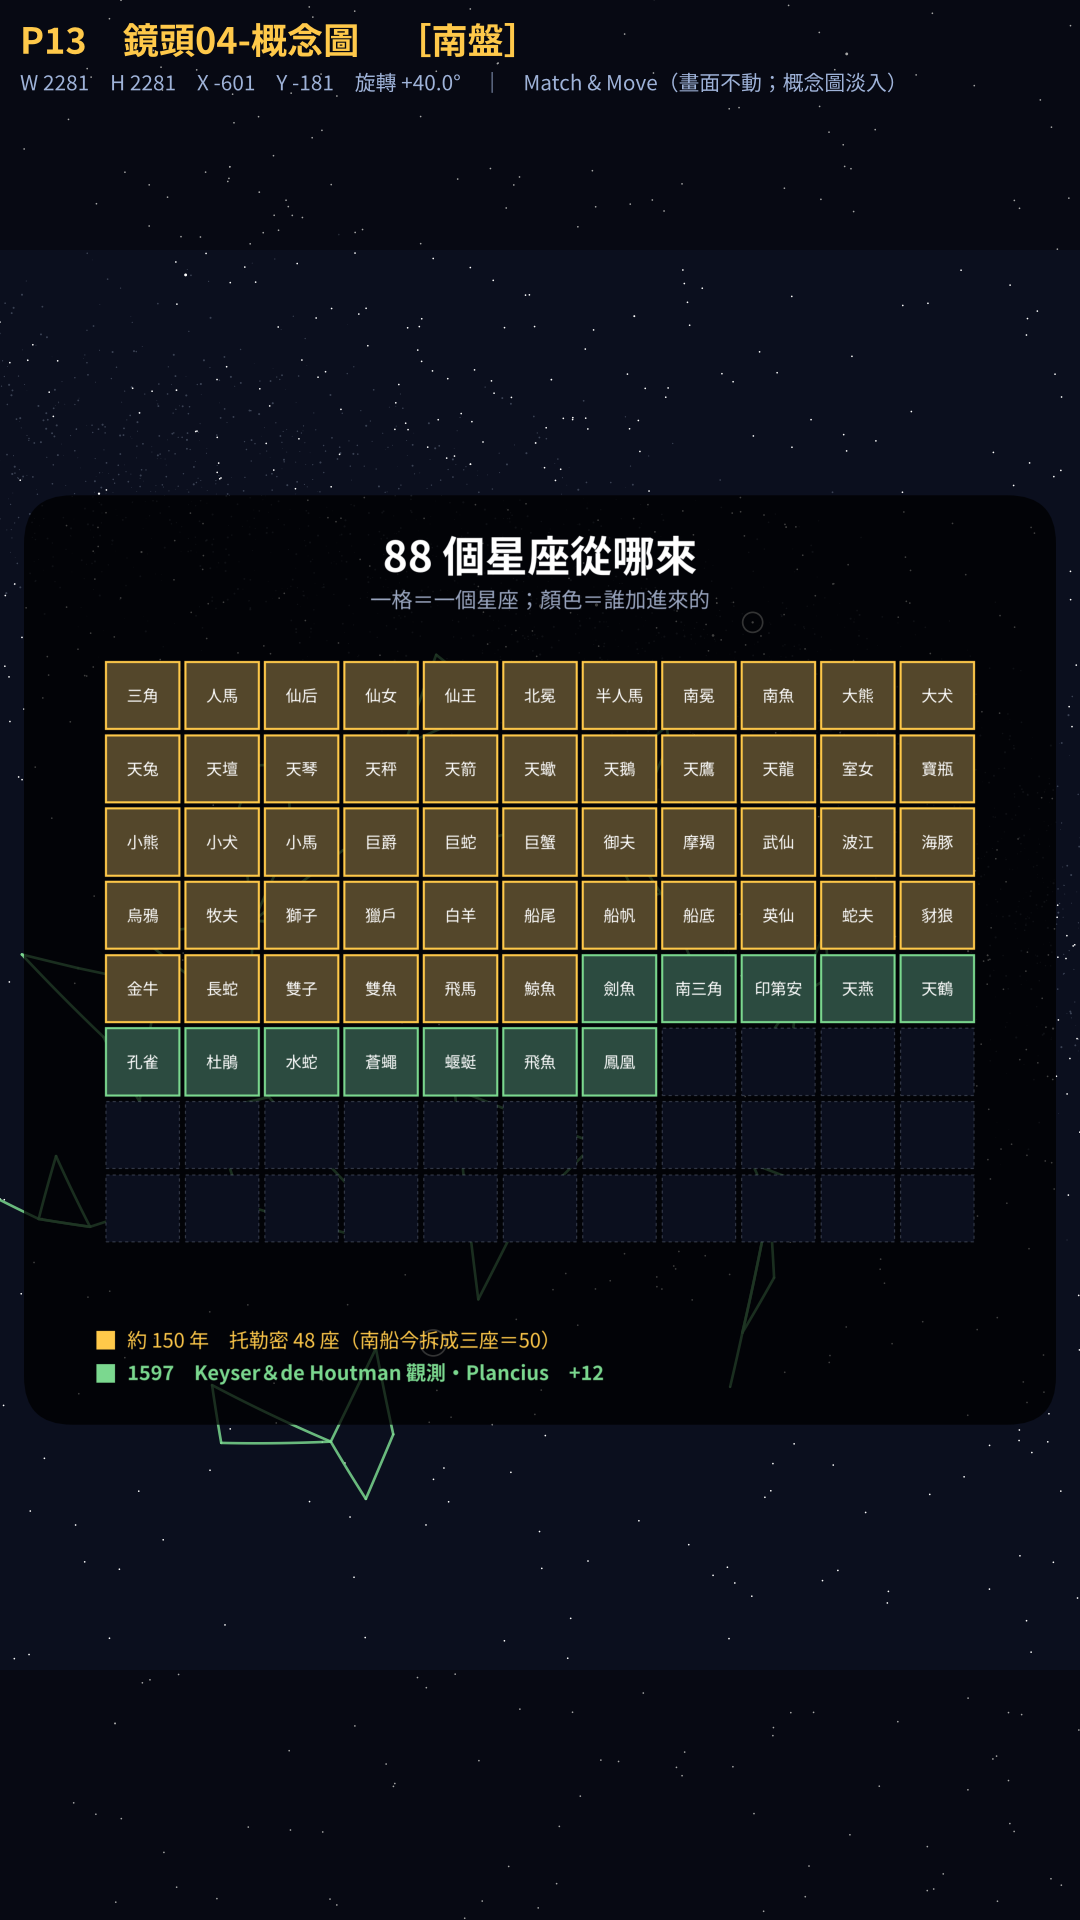 P13　鏡頭04-概念圖　［南盤］
W 2281　H 2281　X -601　Y -181　旋轉 +40.0°　｜　Match & Move（畫面不動；概念圖淡入）
88 個星座從哪來
一格＝一個星座；顏色＝誰加進來的
三角　人馬　仙后　仙女　仙王　北冕　半人馬　南冕　南魚　大熊　大犬
天兔　天壇　天琴　天秤　天箭　天蠍　天鵝　天鷹　天龍　室女　寶瓶
小熊　小犬　小馬　巨爵　巨蛇　巨蟹　御夫　摩羯　武仙　波江　海豚
烏鴉　牧夫　獅子　獵戶　白羊　船尾　船帆　船底　英仙　蛇夫　豺狼
金牛　長蛇　雙子　雙魚　飛馬　鯨魚　劍魚　南三角　印第安　天燕　天鶴
孔雀　杜鵑　水蛇　蒼蠅　蝘蜓　飛魚　鳳凰
約 150 年　托勒密 48 座（南船今拆成三座＝50）
1597　Keyser＆de Houtman 觀測・Plancius　+12